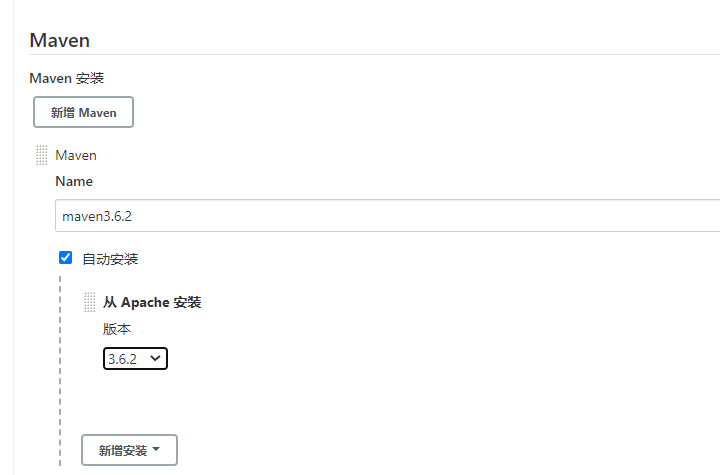 Maven
Maven 安装
新增 Maven
Maven
Name
maven3.6.2
自动安装
从 Apache 安装
版本
3.6.2
新增安装